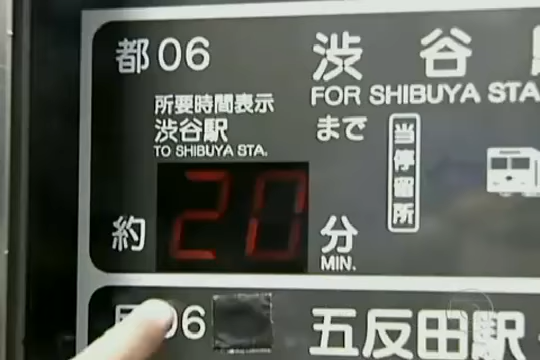 都06
渋谷
FOR SHIBUYA STA
所要時間表示
渋谷駅
TO SHIBUYA STA.
まで
当停留所
約 20 分
MIN.
06 五反田駅